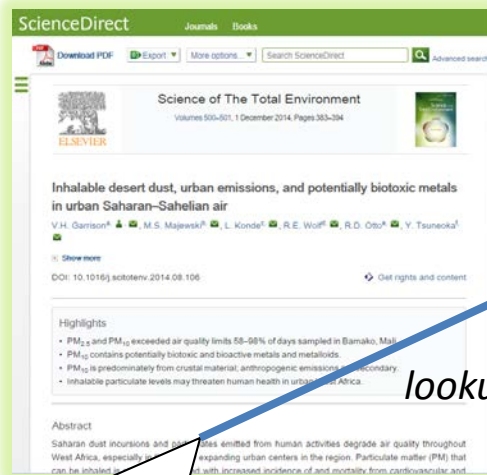 ScienceDirect Journals Books
Download PDF Export More options... Search ScienceDirect Advanced search
Science of The Total Environment
Volumes 500–501, 1 December 2014, Pages 383–394
ELSEVIER
Inhalable desert dust, urban emissions, and potentially biotoxic metals
in urban Saharan–Sahelian air
V.H. Garrison, M.S. Majewski, L. Konde, R.E. Wolf, R.D. Otto, Y. Tsuneoka
Show more
DOI: 10.1016/j.scitotenv.2014.08.106 Get rights and content
Highlights
• PM2.5 and PM10 exceeded air quality limits 58–98% of days sampled in Bamako, Mali.
• PM10 contains potentially biotoxic and bioactive metals and metalloids.
• PM10 is predominately from crustal material; anthropogenic emissions secondary.
• Inhalable particulate levels may threaten human health in urban Africa.
looku
Abstract
Saharan dust incursions and emitted from human activities degrade air quality throughout
West Africa, especially expanding urban centers in the region. Particulate matter (PM) that
can be inhaled with increased incidence of and mortality from cardiovascular and